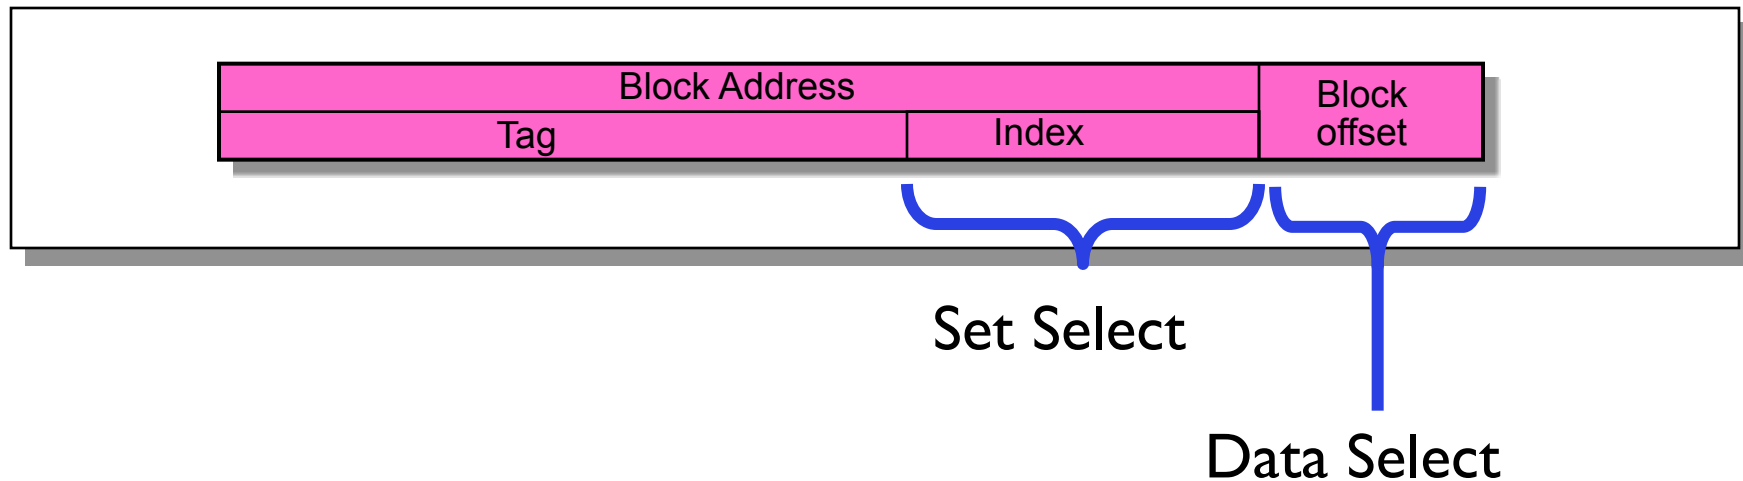 Block Address
Block
offset
Tag
Index
Set Select
Data Select